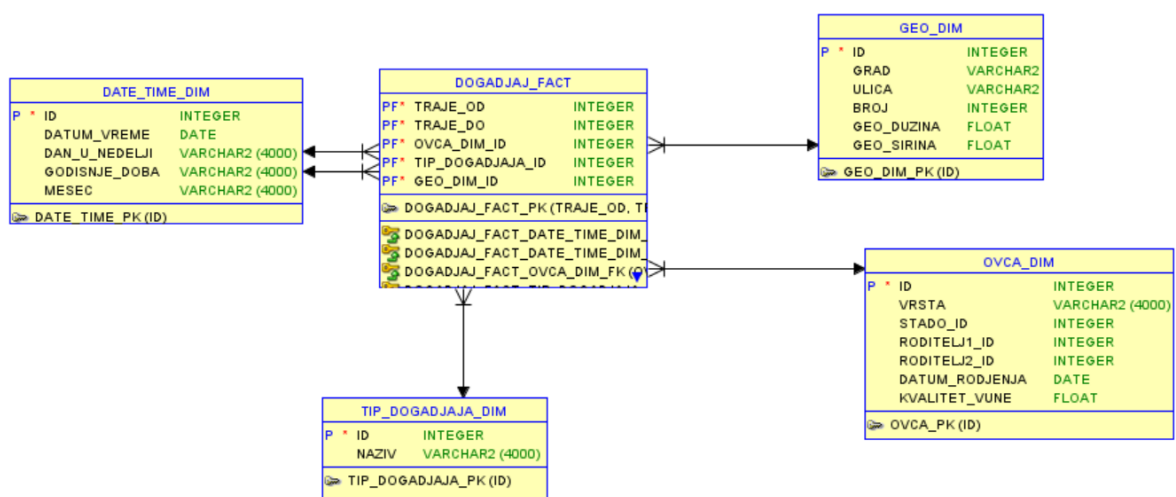 DATE_TIME_DIM
P * ID INTEGER
DATUM_VREME DATE
DAN_U_NEDELJI VARCHAR2 (4000)
GODISNJE_DOBA VARCHAR2 (4000)
MESEC VARCHAR2 (4000)
DATE_TIME_PK (ID)
DOGADJAJ_FACT
PF* TRAJE_OD INTEGER
PF* TRAJE_DO INTEGER
PF* OVCA_DIM_ID INTEGER
PF* TIP_DOGADJAJA_ID INTEGER
PF* GEO_DIM_ID INTEGER
DOGADJAJ_FACT_PK (TRAJE_OD,
DOGADJAJ_FACT_DATE_TIME_DIM_
DOGADJAJ_FACT_DATE_TIME_DIM_
DOGADJAJ_FACT_OVCA_DIM_FK
GEO_DIM
P * ID INTEGER
GRAD VARCHAR2
ULICA VARCHAR2
BROJ INTEGER
GEO_DUZINA FLOAT
GEO_SIRINA FLOAT
GEO_DIM_PK (ID)
OVCA_DIM
P * ID INTEGER
VRSTA VARCHAR2 (4000)
STADO_ID INTEGER
RODITELJ1_ID INTEGER
RODITELJ2_ID INTEGER
DATUM_RODJENJA DATE
KVALITET_VUNE FLOAT
OVCA_PK (ID)
TIP_DOGADJAJA_DIM
P * ID INTEGER
NAZIV VARCHAR2 (4000)
TIP_DOGADJAJA_PK (ID)